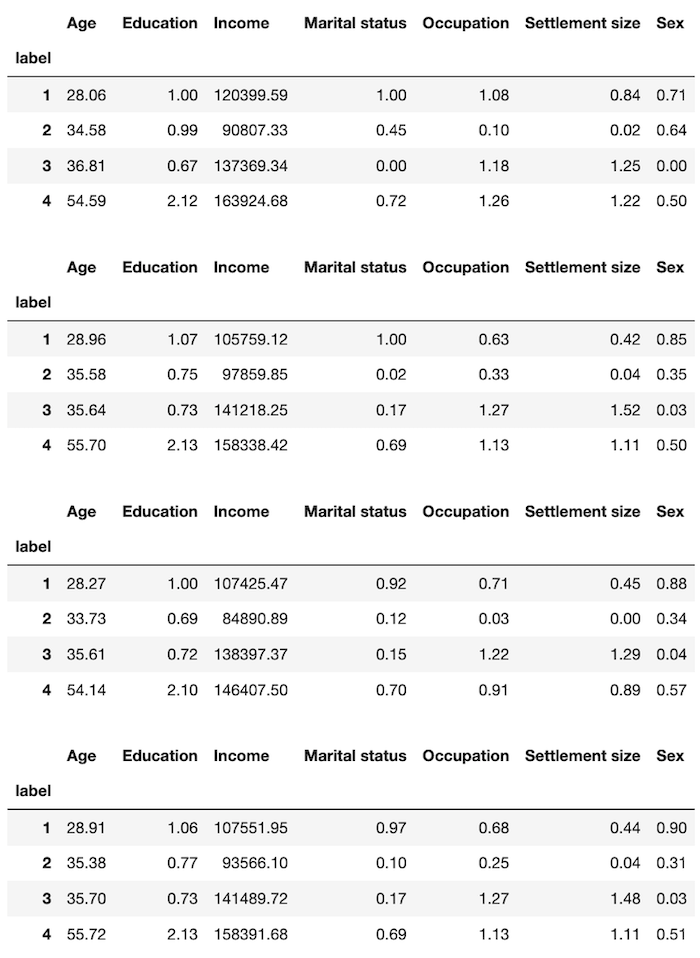 Age Education Income Marital status Occupation Settlement size Sex
label
1 28.06 1.00 120399.59 1.00 1.08 0.84 0.71
2 34.58 0.99 90807.33 0.45 0.10 0.02 0.64
3 36.81 0.67 137369.34 0.00 1.18 1.25 0.00
4 54.59 2.12 163924.68 0.72 1.26 1.22 0.50
Age Education Income Marital status Occupation Settlement size Sex
label
1 28.96 1.07 105759.12 1.00 0.63 0.42 0.85
2 35.58 0.75 97859.85 0.02 0.33 0.04 0.35
3 35.64 0.73 141218.25 0.17 1.27 1.52 0.03
4 55.70 2.13 158338.42 0.69 1.13 1.11 0.50
Age Education Income Marital status Occupation Settlement size Sex
label
1 28.27 1.00 107425.47 0.92 0.71 0.45 0.88
2 33.73 0.69 84890.89 0.12 0.03 0.00 0.34
3 35.61 0.72 138397.37 0.15 1.22 1.29 0.04
4 54.14 2.10 146407.50 0.70 0.91 0.89 0.57
Age Education Income Marital status Occupation Settlement size Sex
label
1 28.91 1.06 107551.95 0.97 0.68 0.44 0.90
2 35.38 0.77 93566.10 0.10 0.25 0.04 0.31
3 35.70 0.73 141489.72 0.17 1.27 1.48 0.03
4 55.72 2.13 158391.68 0.69 1.13 1.11 0.51